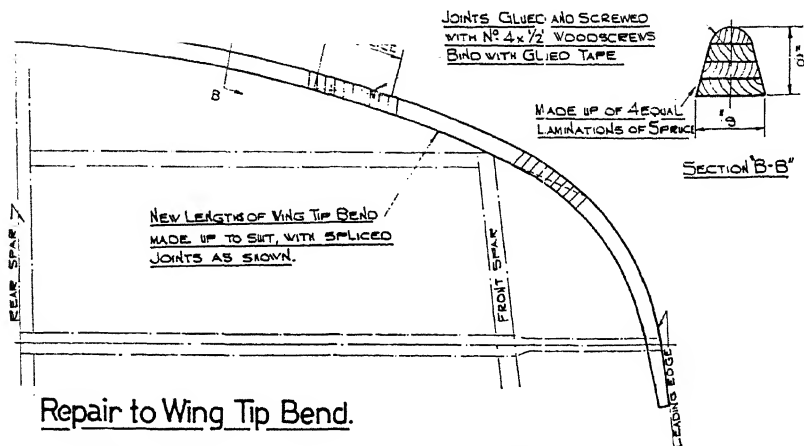 JOINTS GLUED AND SCREWED
WITH Nº 4 x ½" WOODSCREWS
BIND WITH GLUED TAPE
MADE UP OF 4 EQUAL
LAMINATIONS OF SPRUCE
SECTION "B-B"
B
NEW LENGTHS OF WING TIP BEND
MADE UP TO SUIT, WITH SPLICED
JOINTS AS SHOWN.
REAR SPAR
FRONT SPAR
LEADING EDGE
Repair to Wing Tip Bend.